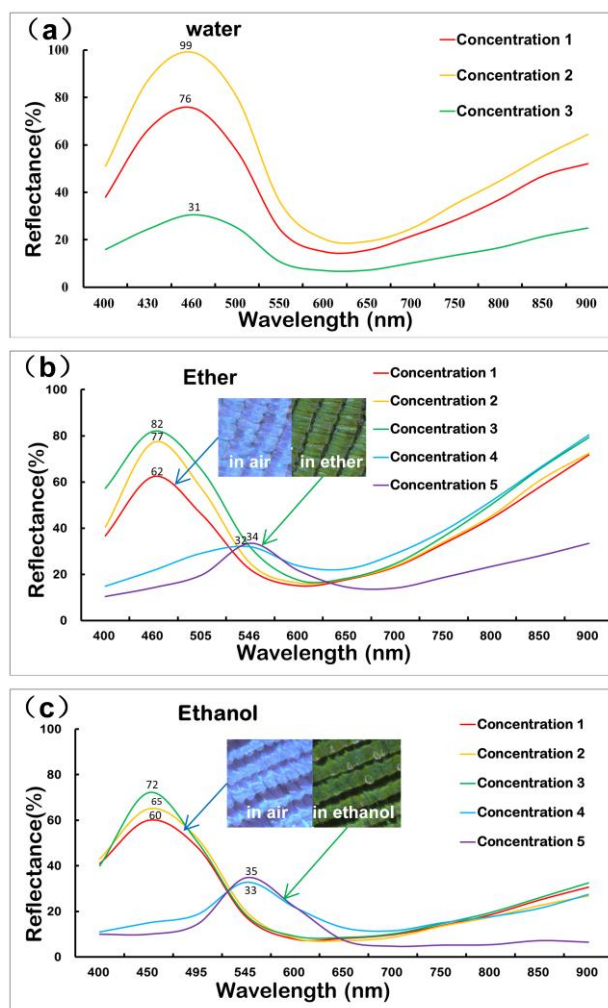 （a） water
Concentration 1
Concentration 2
Concentration 3
Reflectance(%)
100
80
60
40
20
0
99
76
31
400 430 460 500 550 600 650 700 750 800 850 900
Wavelength (nm)
（b） Ether
Concentration 1
Concentration 2
Concentration 3
Concentration 4
Concentration 5
Reflectance(%)
100
80
60
40
20
0
82
77
62
32 34
in air in ether
400 460 505 546 600 650 700 750 800 850 900
Wavelength (nm)
（c） Ethanol
Concentration 1
Concentration 2
Concentration 3
Concentration 4
Concentration 5
Reflectance(%)
100
80
60
40
20
0
72
65
60
35
33
in air in ethanol
400 450 495 545 600 650 700 750 800 850 900
Wavelength (nm)